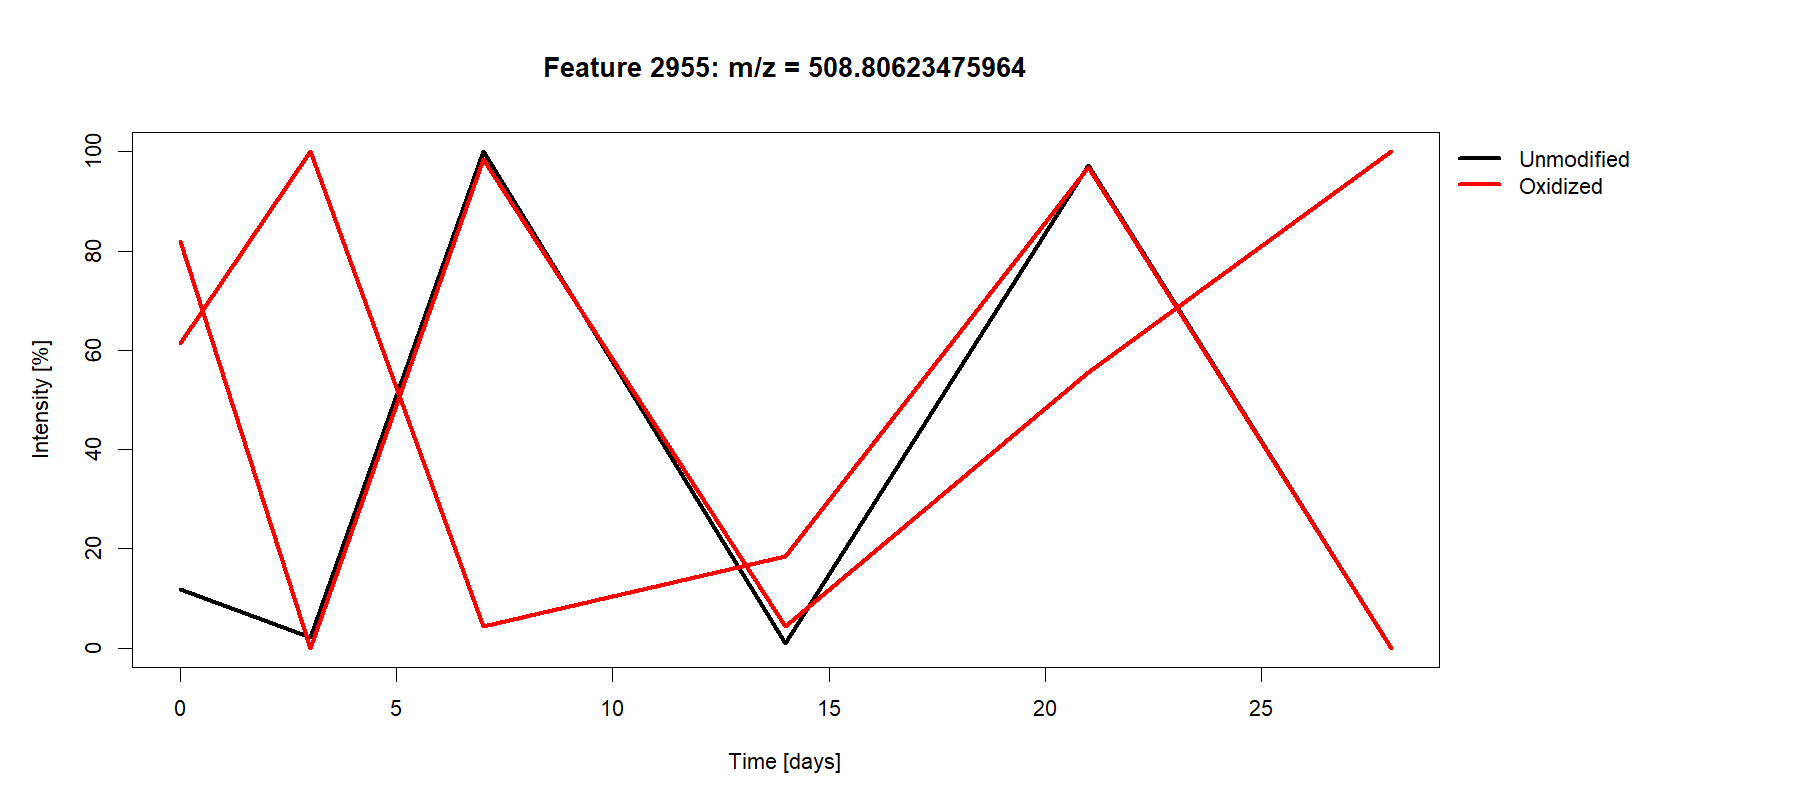 Feature 2955: m/z = 508.80623475964
Unmodified
Oxidized
Intensity [%]
100
80
60
40
20
0
0 5 10 15 20 25
Time [days]